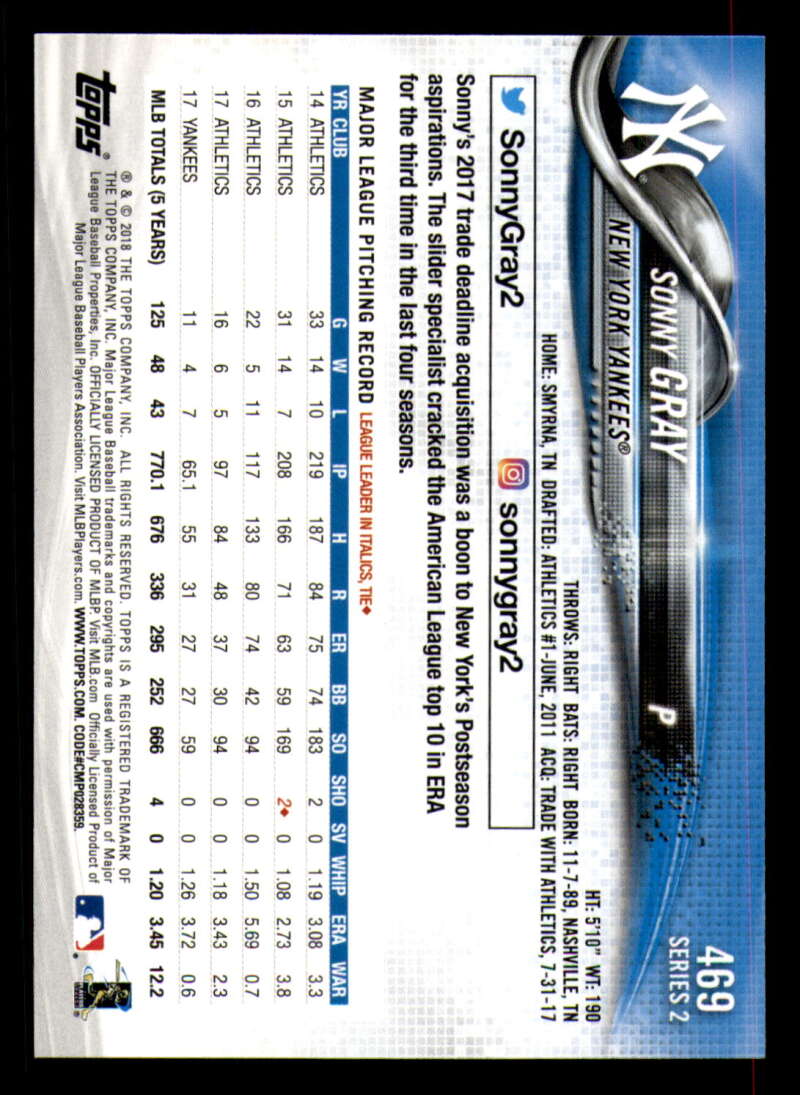 469
SERIES 2
NY
SONNY GRAY
P
NEW YORK YANKEES®
HT: 5'10" WT: 190
THROWS: RIGHT BATS: RIGHT BORN: 11-7-89, NASHVILLE, TN
HOME: SMYRNA, TN DRAFTED: ATHLETICS #1-JUNE, 2011 ACQ: TRADE WITH ATHLETICS, 7-31-17
SonnyGray2 sonnygray2
Sonny's 2017 trade deadline acquisition was a boon to New York's Postseason
aspirations. The slider specialist cracked the American League top 10 in ERA
for the third time in the last four seasons.
MAJOR LEAGUE PITCHING RECORD LEAGUE LEADER IN ITALICS, TIE♦
YR CLUB G W L IP H R ER BB SO SHO SV WHIP ERA WAR
14 ATHLETICS 33 14 10 219 187 84 75 74 183 2 0 1.19 3.08 3.3
15 ATHLETICS 31 14 7 208 166 71 63 59 169 2♦ 0 1.08 2.73 3.8
16 ATHLETICS 22 5 11 117 133 80 74 42 94 0 0 1.50 5.69 0.7
17 ATHLETICS 16 6 5 97 84 48 37 30 94 0 0 1.18 3.43 2.3
17 YANKEES 11 4 7 65.1 55 31 27 27 59 0 0 1.26 3.72 0.6
MLB TOTALS (5 YEARS) 125 48 43 770.1 676 336 295 252 666 4 0 1.20 3.45 12.2
topps®
® & © 2018 THE TOPPS COMPANY, INC. ALL RIGHTS RESERVED. TOPPS IS A REGISTERED TRADEMARK OF
THE TOPPS COMPANY, INC. Major League Baseball trademarks and copyrights are used with permission of Major
League Baseball Properties, Inc. OFFICIALLY LICENSED PRODUCT OF MLBP. Visit MLB.com Officially Licensed Product of
Major League Baseball Players Association. Visit MLBPlayers.com. WWW.TOPPS.COM. CODE#CMP028359.